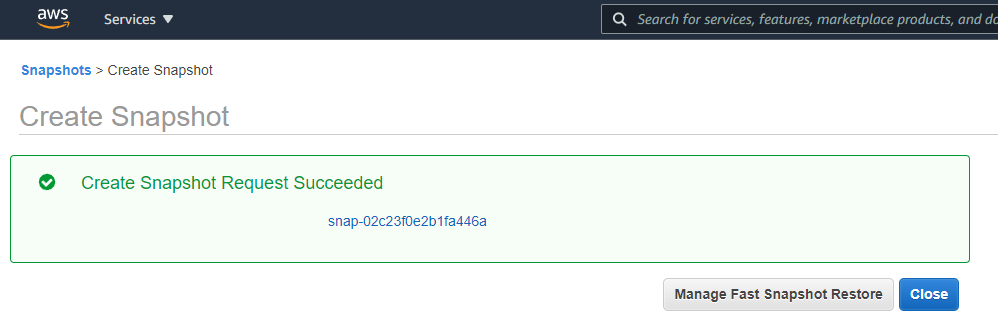 aws
Services
Search for services, features, marketplace products, and do
Snapshots > Create Snapshot
Create Snapshot
Create Snapshot Request Succeeded
snap-02c23f0e2b1fa446a
Manage Fast Snapshot Restore
Close